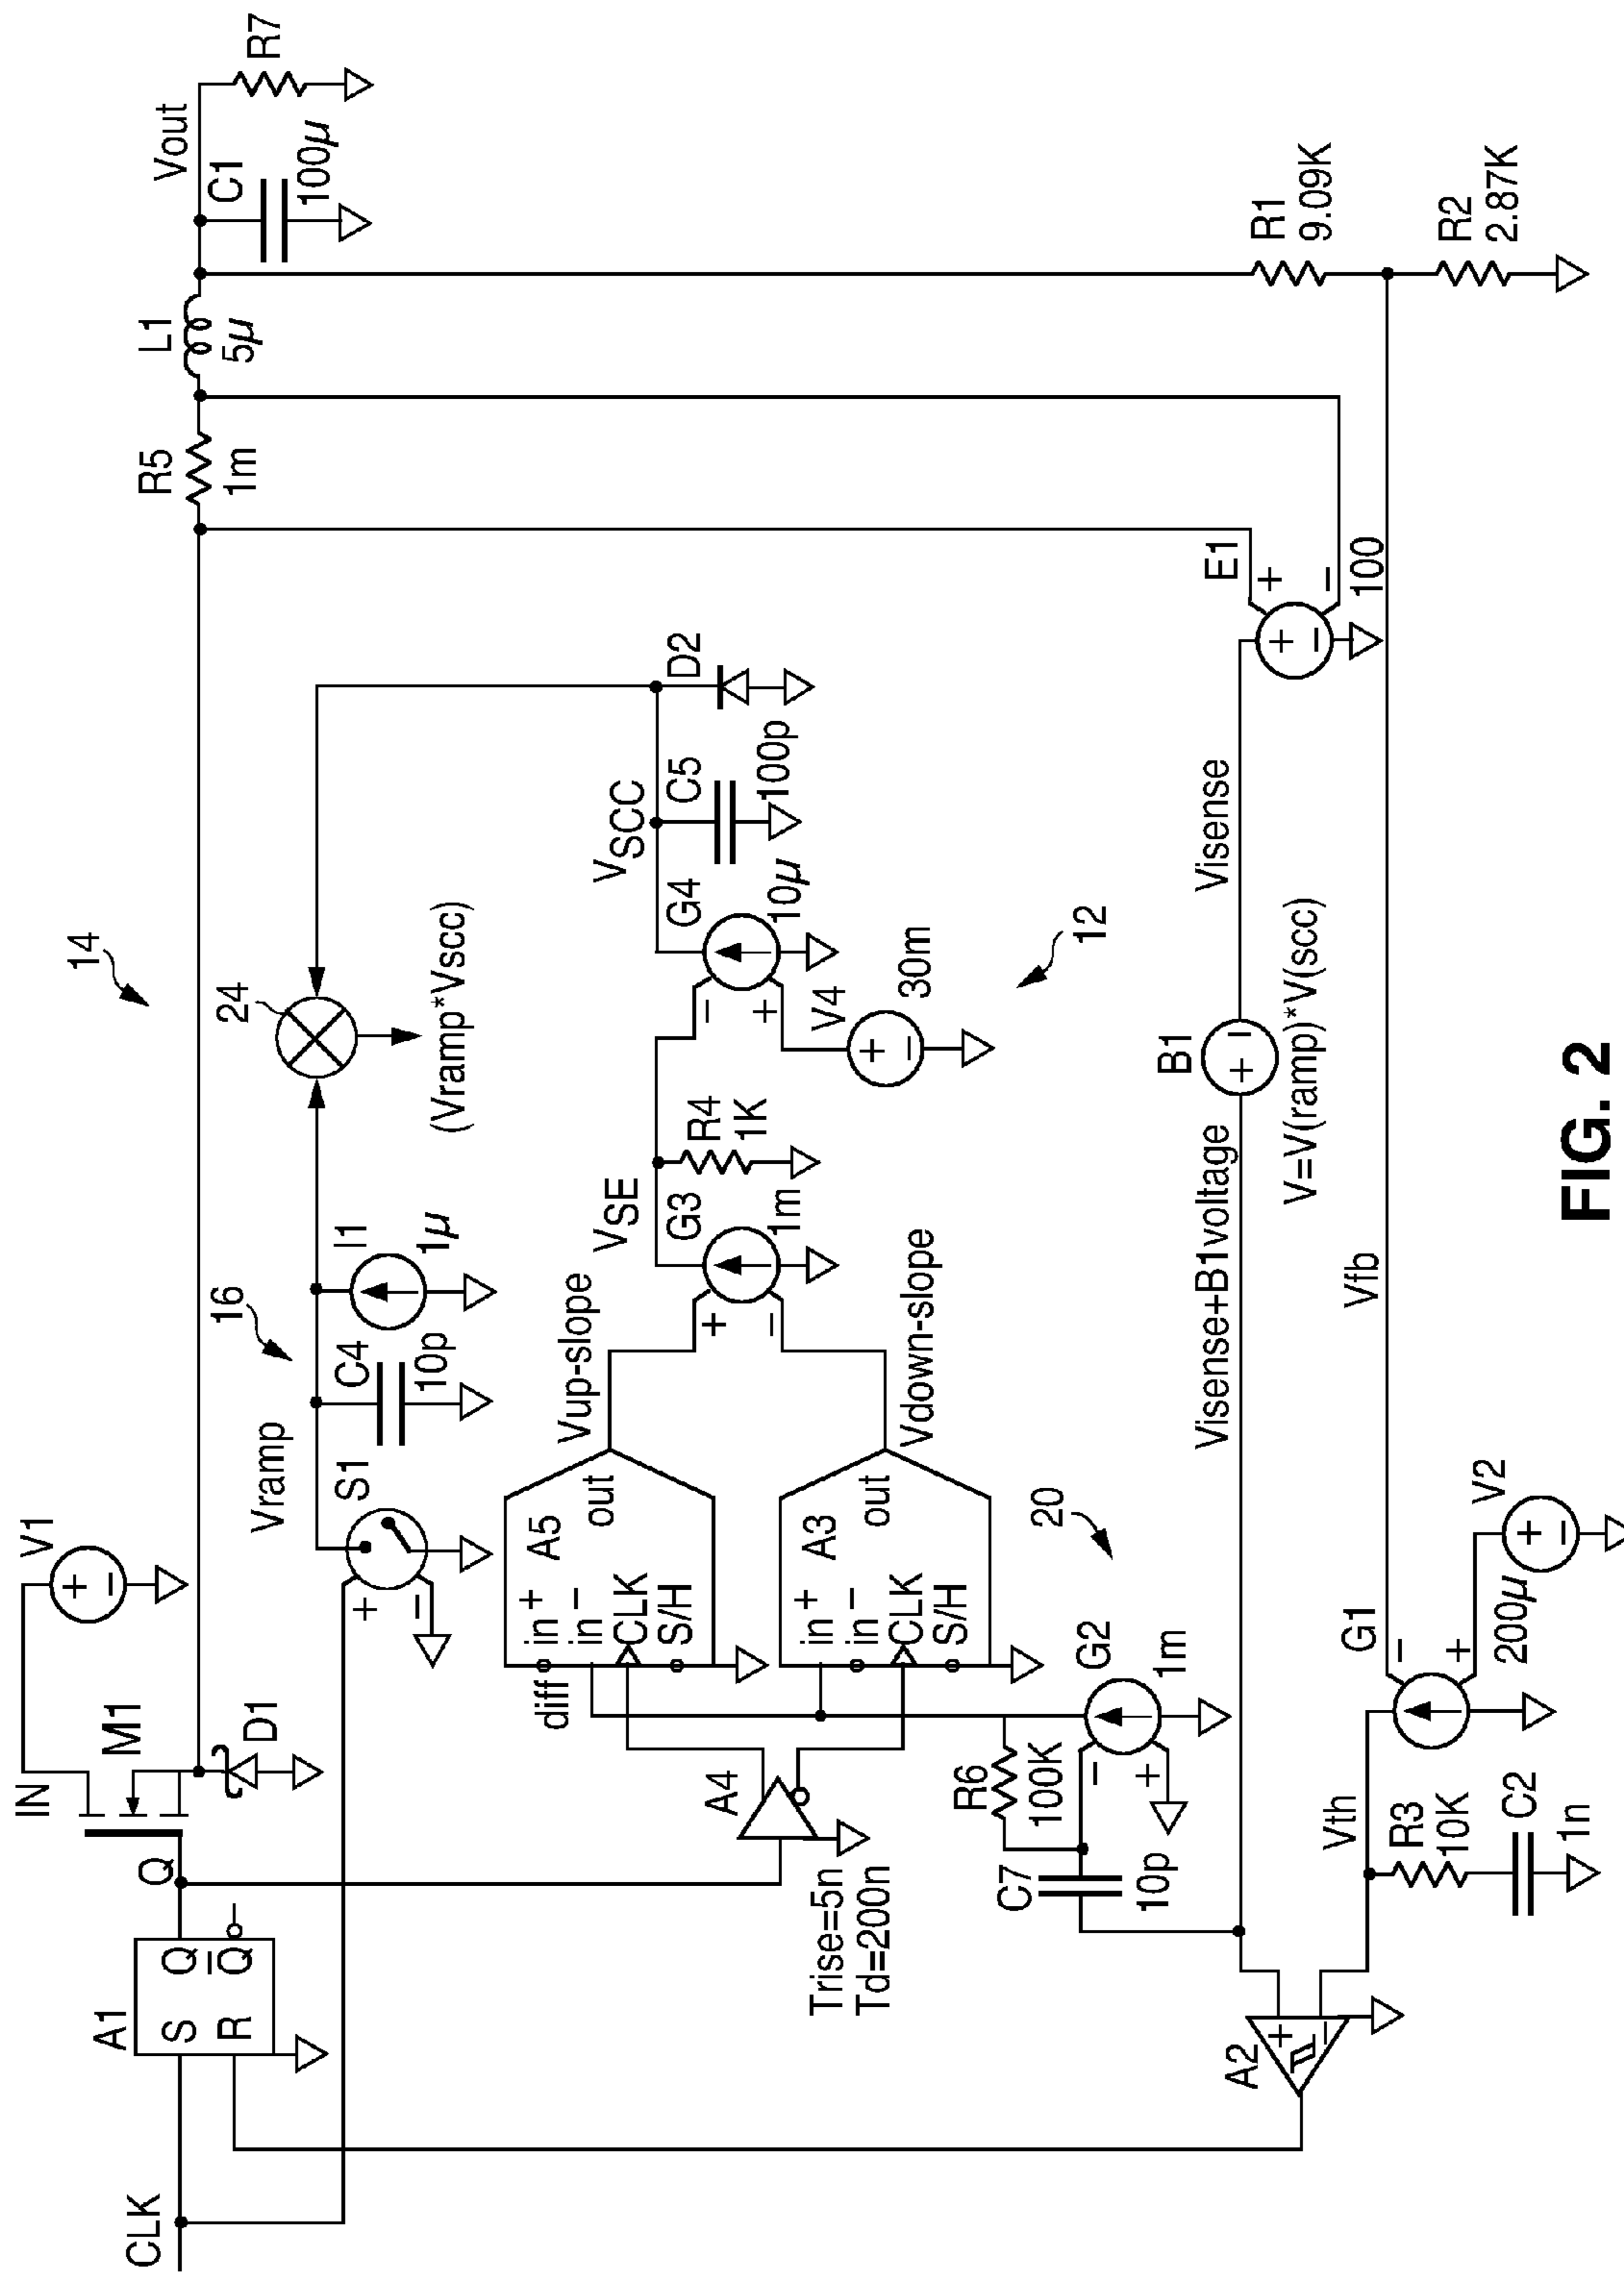 14
CLK
A1
S
Q
R
Q̅
Q
IN
M1
V1
+
−
D1
R5
1m
L1
5µ
Vout
C1
100µ
R7
Vramp
S1
+
−
16
C4
10p
I1
1µ
24
(Vramp*Vscc)
A4
Trise=5n
Td=200n
diff
in+
in−
CLK
S/H
A5
out
Vup-slope
in+
in−
CLK
S/H
A3
out
Vdown-slope
VSE
G3
+
−
1m
R4
1K
VSCC
G4
−
+
10µ
V4
+
−
30m
C5
100p
D2
12
20
C7
10p
R6
100K
G2
−
+
1m
Visense+B1voltage
B1
+ −
V=V(ramp)*V(scc)
Visense
E1
+
−
+
−
100
R1
9.09K
R2
2.87K
Vfb
A2
+
−
Vth
R3
10K
C2
1n
G1
−
+
200µ
V2
+
−
FIG. 2